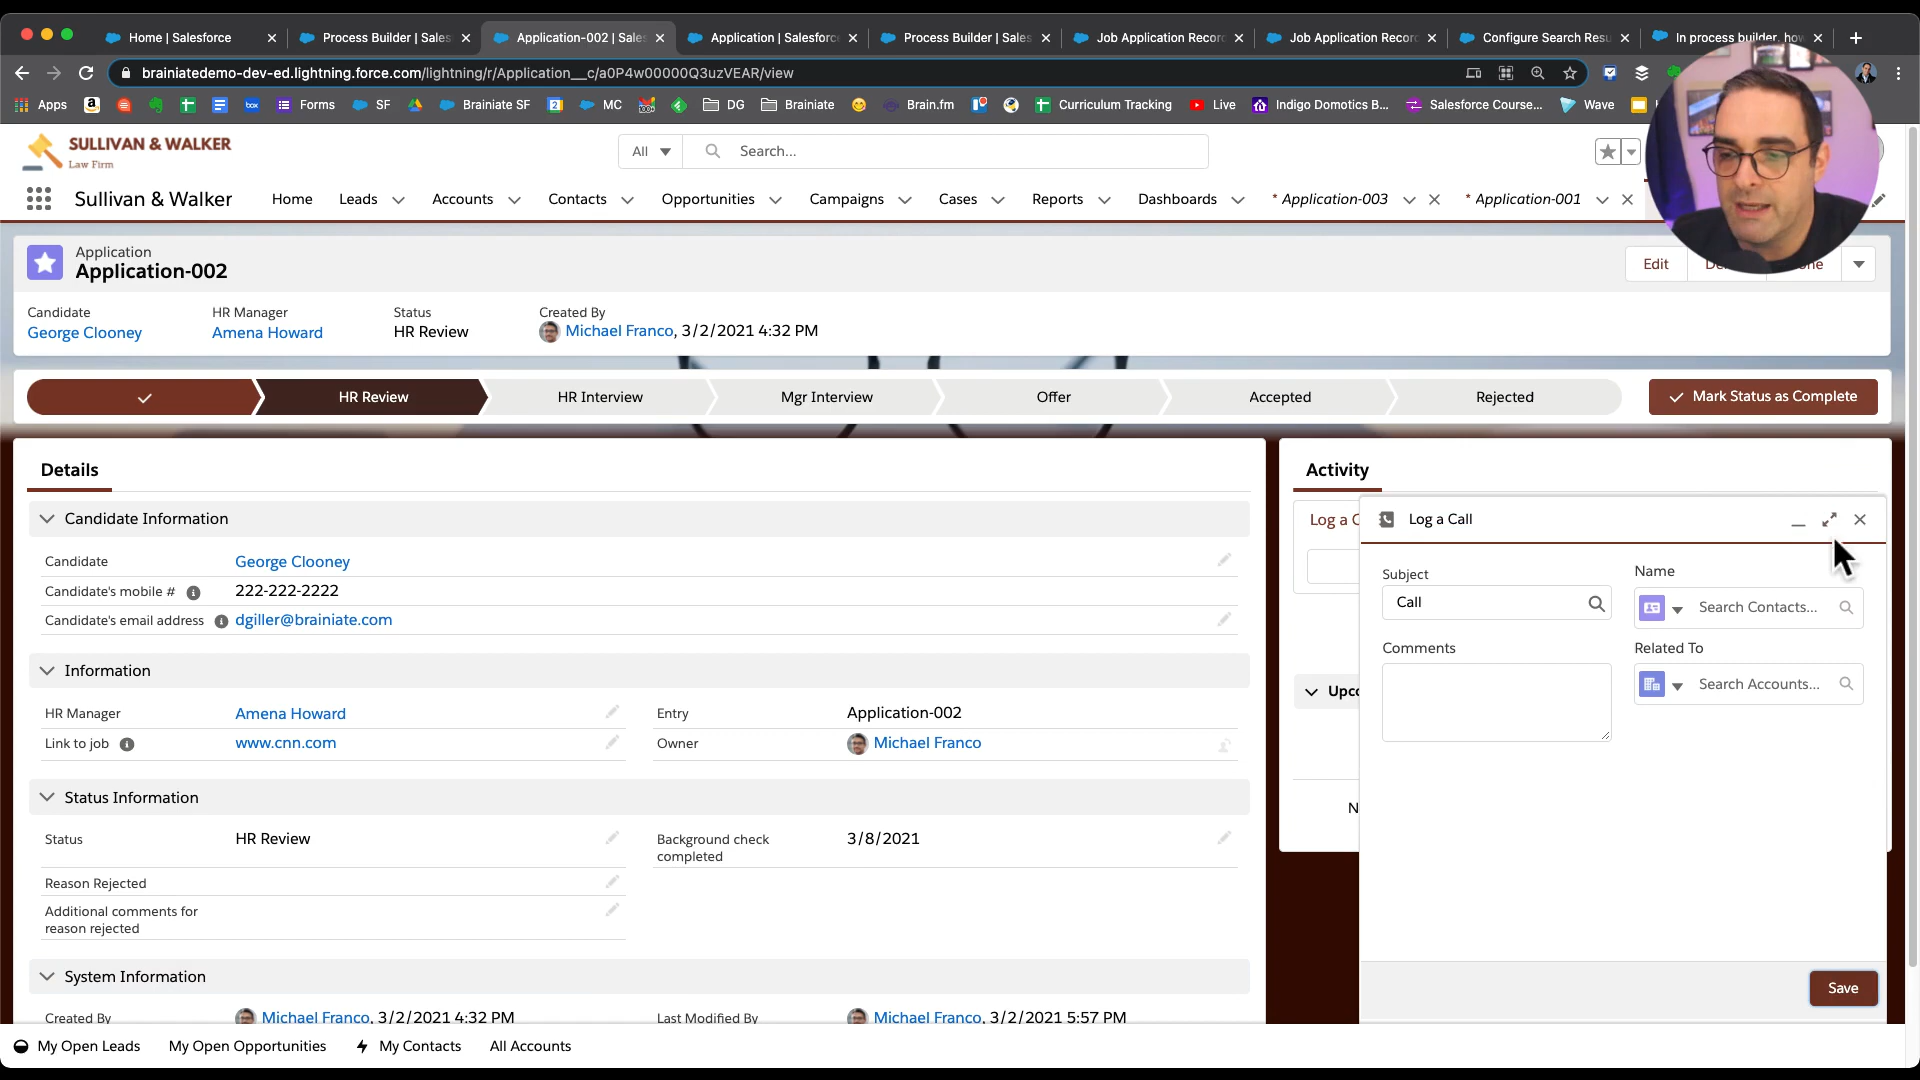 Home | Salesforce
Process Builder | Sales
Application-002 | Sales
Application | Salesforc
Process Builder | Sales
Job Application Recor
Job Application Recor
Configure Search Resu
In process builder, how
brainiatedemo-dev-ed.lightning.force.com/lightning/r/Application__c/a0P4w00000Q3uzVEAR/view
Apps
box
Forms
SF
Brainiate SF
2
MC
DG
Brainiate
Brain.fm
Curriculum Tracking
Live
Indigo Domotics B...
Salesforce Course...
Wave
SULLIVAN & WALKER
Law Firm
All
Search...
Sullivan & Walker
Home
Leads
Accounts
Contacts
Opportunities
Campaigns
Cases
Reports
Dashboards
* Application-003
* Application-001
Application
Application-002
Edit
Candidate
George Clooney
HR Manager
Amena Howard
Status
HR Review
Created By
Michael Franco, 3/2/2021 4:32 PM
HR Review
HR Interview
Mgr Interview
Offer
Accepted
Rejected
Mark Status as Complete
Details
Candidate Information
Candidate
George Clooney
Candidate's mobile #
222-222-2222
Candidate's email address
dgiller@brainiate.com
Information
HR Manager
Amena Howard
Entry
Application-002
Link to job
www.cnn.com
Owner
Michael Franco
Status Information
Status
HR Review
Background check
completed
3/8/2021
Reason Rejected
Additional comments for
reason rejected
System Information
Created By
Michael Franco, 3/2/2021 4:32 PM
Last Modified By
Michael Franco, 3/2/2021 5:57 PM
Activity
Log a C
Upco
N
Log a Call
Subject
Call
Name
Search Contacts...
Comments
Related To
Search Accounts...
Save
My Open Leads
My Open Opportunities
My Contacts
All Accounts